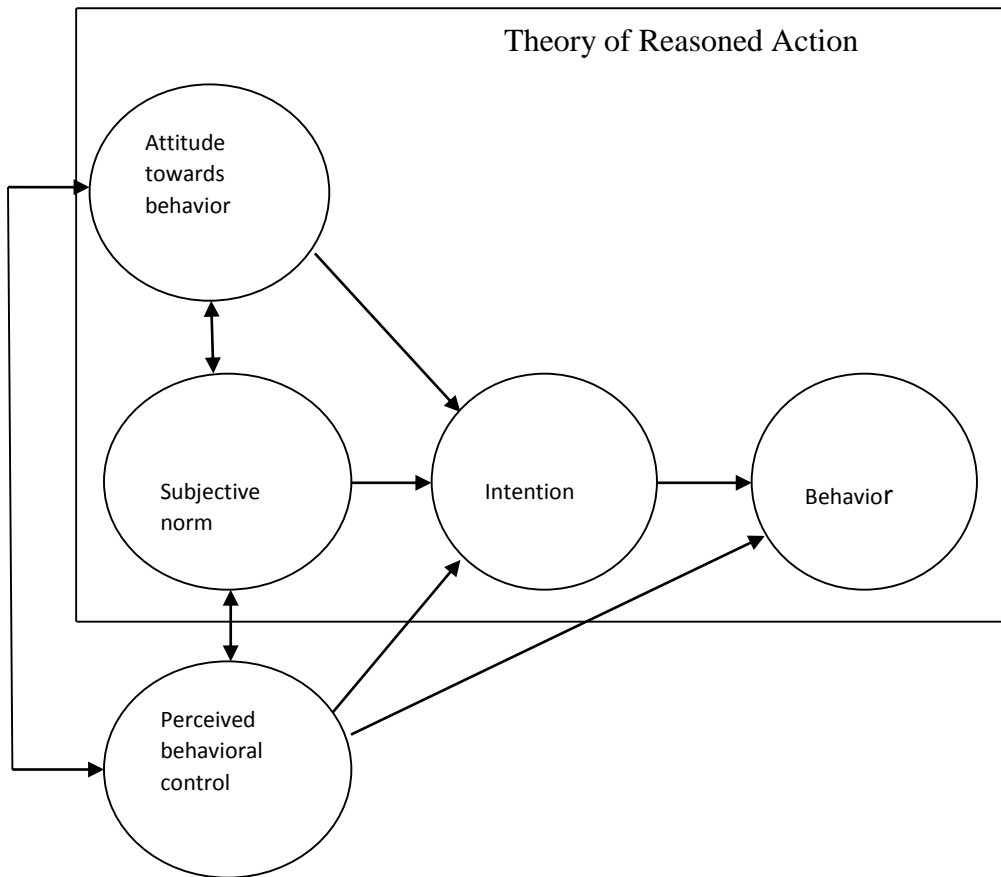 Theory of Reasoned Action
Attitude
towards
behavior
Subjective
norm
Intention
Behavior
Perceived
behavioral
control